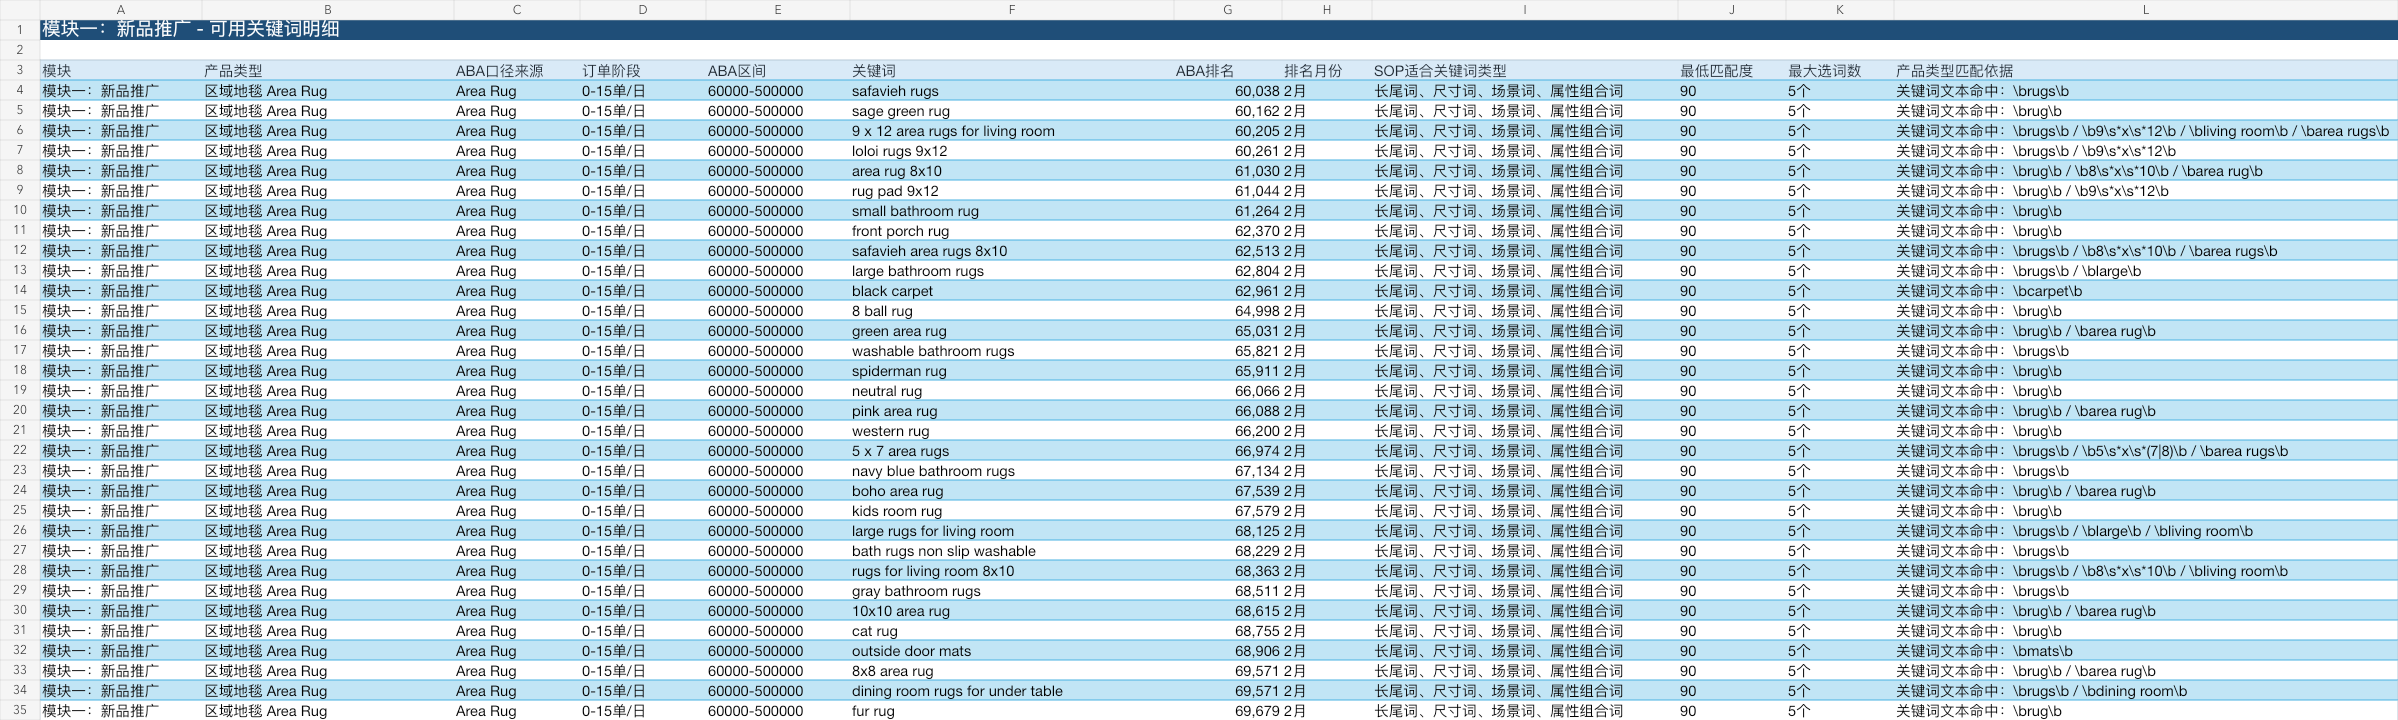 A B C D E F G H I J K L
1 模块一：新品推广 - 可用关键词明细
2
3 模块 产品类型 ABA口径来源 订单阶段 ABA区间 关键词 ABA排名 排名月份 SOP适合关键词类型 最低匹配度 最大选词数 产品类型匹配依据
4 模块一：新品推广 区域地毯 Area Rug Area Rug 0-15单/日 60000-500000 safavieh rugs 60,038 2月 长尾词、尺寸词、场景词、属性组合词 90 5个 关键词文本命中：\brugs\b
5 模块一：新品推广 区域地毯 Area Rug Area Rug 0-15单/日 60000-500000 sage green rug 60,162 2月 长尾词、尺寸词、场景词、属性组合词 90 5个 关键词文本命中：\brug\b
6 模块一：新品推广 区域地毯 Area Rug Area Rug 0-15单/日 60000-500000 9 x 12 area rugs for living room 60,205 2月 长尾词、尺寸词、场景词、属性组合词 90 5个 关键词文本命中：\brugs\b / \b9\s*x\s*12\b / \bliving room\b / \barea rugs\b
7 模块一：新品推广 区域地毯 Area Rug Area Rug 0-15单/日 60000-500000 loloi rugs 9x12 60,261 2月 长尾词、尺寸词、场景词、属性组合词 90 5个 关键词文本命中：\brugs\b / \b9\s*x\s*12\b
8 模块一：新品推广 区域地毯 Area Rug Area Rug 0-15单/日 60000-500000 area rug 8x10 61,030 2月 长尾词、尺寸词、场景词、属性组合词 90 5个 关键词文本命中：\brug\b / \b8\s*x\s*10\b / \barea rug\b
9 模块一：新品推广 区域地毯 Area Rug Area Rug 0-15单/日 60000-500000 rug pad 9x12 61,044 2月 长尾词、尺寸词、场景词、属性组合词 90 5个 关键词文本命中：\brug\b / \b9\s*x\s*12\b
10 模块一：新品推广 区域地毯 Area Rug Area Rug 0-15单/日 60000-500000 small bathroom rug 61,264 2月 长尾词、尺寸词、场景词、属性组合词 90 5个 关键词文本命中：\brug\b
11 模块一：新品推广 区域地毯 Area Rug Area Rug 0-15单/日 60000-500000 front porch rug 62,370 2月 长尾词、尺寸词、场景词、属性组合词 90 5个 关键词文本命中：\brug\b
12 模块一：新品推广 区域地毯 Area Rug Area Rug 0-15单/日 60000-500000 safavieh area rugs 8x10 62,513 2月 长尾词、尺寸词、场景词、属性组合词 90 5个 关键词文本命中：\brugs\b / \b8\s*x\s*10\b / \barea rugs\b
13 模块一：新品推广 区域地毯 Area Rug Area Rug 0-15单/日 60000-500000 large bathroom rugs 62,804 2月 长尾词、尺寸词、场景词、属性组合词 90 5个 关键词文本命中：\brugs\b / \blarge\b
14 模块一：新品推广 区域地毯 Area Rug Area Rug 0-15单/日 60000-500000 black carpet 62,961 2月 长尾词、尺寸词、场景词、属性组合词 90 5个 关键词文本命中：\bcarpet\b
15 模块一：新品推广 区域地毯 Area Rug Area Rug 0-15单/日 60000-500000 8 ball rug 64,998 2月 长尾词、尺寸词、场景词、属性组合词 90 5个 关键词文本命中：\brug\b
16 模块一：新品推广 区域地毯 Area Rug Area Rug 0-15单/日 60000-500000 green area rug 65,031 2月 长尾词、尺寸词、场景词、属性组合词 90 5个 关键词文本命中：\brug\b / \barea rug\b
17 模块一：新品推广 区域地毯 Area Rug Area Rug 0-15单/日 60000-500000 washable bathroom rugs 65,821 2月 长尾词、尺寸词、场景词、属性组合词 90 5个 关键词文本命中：\brugs\b
18 模块一：新品推广 区域地毯 Area Rug Area Rug 0-15单/日 60000-500000 spiderman rug 65,911 2月 长尾词、尺寸词、场景词、属性组合词 90 5个 关键词文本命中：\brug\b
19 模块一：新品推广 区域地毯 Area Rug Area Rug 0-15单/日 60000-500000 neutral rug 66,066 2月 长尾词、尺寸词、场景词、属性组合词 90 5个 关键词文本命中：\brug\b
20 模块一：新品推广 区域地毯 Area Rug Area Rug 0-15单/日 60000-500000 pink area rug 66,088 2月 长尾词、尺寸词、场景词、属性组合词 90 5个 关键词文本命中：\brug\b / \barea rug\b
21 模块一：新品推广 区域地毯 Area Rug Area Rug 0-15单/日 60000-500000 western rug 66,200 2月 长尾词、尺寸词、场景词、属性组合词 90 5个 关键词文本命中：\brug\b
22 模块一：新品推广 区域地毯 Area Rug Area Rug 0-15单/日 60000-500000 5 x 7 area rugs 66,974 2月 长尾词、尺寸词、场景词、属性组合词 90 5个 关键词文本命中：\brugs\b / \b5\s*x\s*(7|8)\b / \barea rugs\b
23 模块一：新品推广 区域地毯 Area Rug Area Rug 0-15单/日 60000-500000 navy blue bathroom rugs 67,134 2月 长尾词、尺寸词、场景词、属性组合词 90 5个 关键词文本命中：\brugs\b
24 模块一：新品推广 区域地毯 Area Rug Area Rug 0-15单/日 60000-500000 boho area rug 67,539 2月 长尾词、尺寸词、场景词、属性组合词 90 5个 关键词文本命中：\brug\b / \barea rug\b
25 模块一：新品推广 区域地毯 Area Rug Area Rug 0-15单/日 60000-500000 kids room rug 67,579 2月 长尾词、尺寸词、场景词、属性组合词 90 5个 关键词文本命中：\brug\b
26 模块一：新品推广 区域地毯 Area Rug Area Rug 0-15单/日 60000-500000 large rugs for living room 68,125 2月 长尾词、尺寸词、场景词、属性组合词 90 5个 关键词文本命中：\brugs\b / \blarge\b / \bliving room\b
27 模块一：新品推广 区域地毯 Area Rug Area Rug 0-15单/日 60000-500000 bath rugs non slip washable 68,229 2月 长尾词、尺寸词、场景词、属性组合词 90 5个 关键词文本命中：\brugs\b
28 模块一：新品推广 区域地毯 Area Rug Area Rug 0-15单/日 60000-500000 rugs for living room 8x10 68,363 2月 长尾词、尺寸词、场景词、属性组合词 90 5个 关键词文本命中：\brugs\b / \b8\s*x\s*10\b / \bliving room\b
29 模块一：新品推广 区域地毯 Area Rug Area Rug 0-15单/日 60000-500000 gray bathroom rugs 68,511 2月 长尾词、尺寸词、场景词、属性组合词 90 5个 关键词文本命中：\brugs\b
30 模块一：新品推广 区域地毯 Area Rug Area Rug 0-15单/日 60000-500000 10x10 area rug 68,615 2月 长尾词、尺寸词、场景词、属性组合词 90 5个 关键词文本命中：\brug\b / \barea rug\b
31 模块一：新品推广 区域地毯 Area Rug Area Rug 0-15单/日 60000-500000 cat rug 68,755 2月 长尾词、尺寸词、场景词、属性组合词 90 5个 关键词文本命中：\brug\b
32 模块一：新品推广 区域地毯 Area Rug Area Rug 0-15单/日 60000-500000 outside door mats 68,906 2月 长尾词、尺寸词、场景词、属性组合词 90 5个 关键词文本命中：\bmats\b
33 模块一：新品推广 区域地毯 Area Rug Area Rug 0-15单/日 60000-500000 8x8 area rug 69,571 2月 长尾词、尺寸词、场景词、属性组合词 90 5个 关键词文本命中：\brug\b / \barea rug\b
34 模块一：新品推广 区域地毯 Area Rug Area Rug 0-15单/日 60000-500000 dining room rugs for under table 69,571 2月 长尾词、尺寸词、场景词、属性组合词 90 5个 关键词文本命中：\brugs\b / \bdining room\b
35 模块一：新品推广 区域地毯 Area Rug Area Rug 0-15单/日 60000-500000 fur rug 69,679 2月 长尾词、尺寸词、场景词、属性组合词 90 5个 关键词文本命中：\brug\b